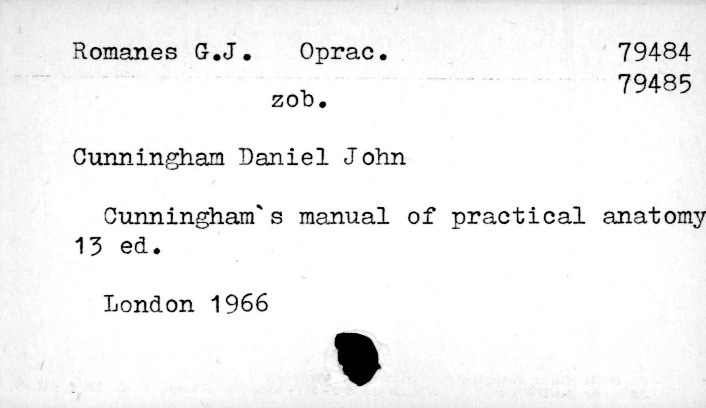 Romanes G.J. Oprac. 79484
79485
zob.
Cunningham Daniel John
Cunningham`s manual of practical anatomy
13 ed.
London 1966